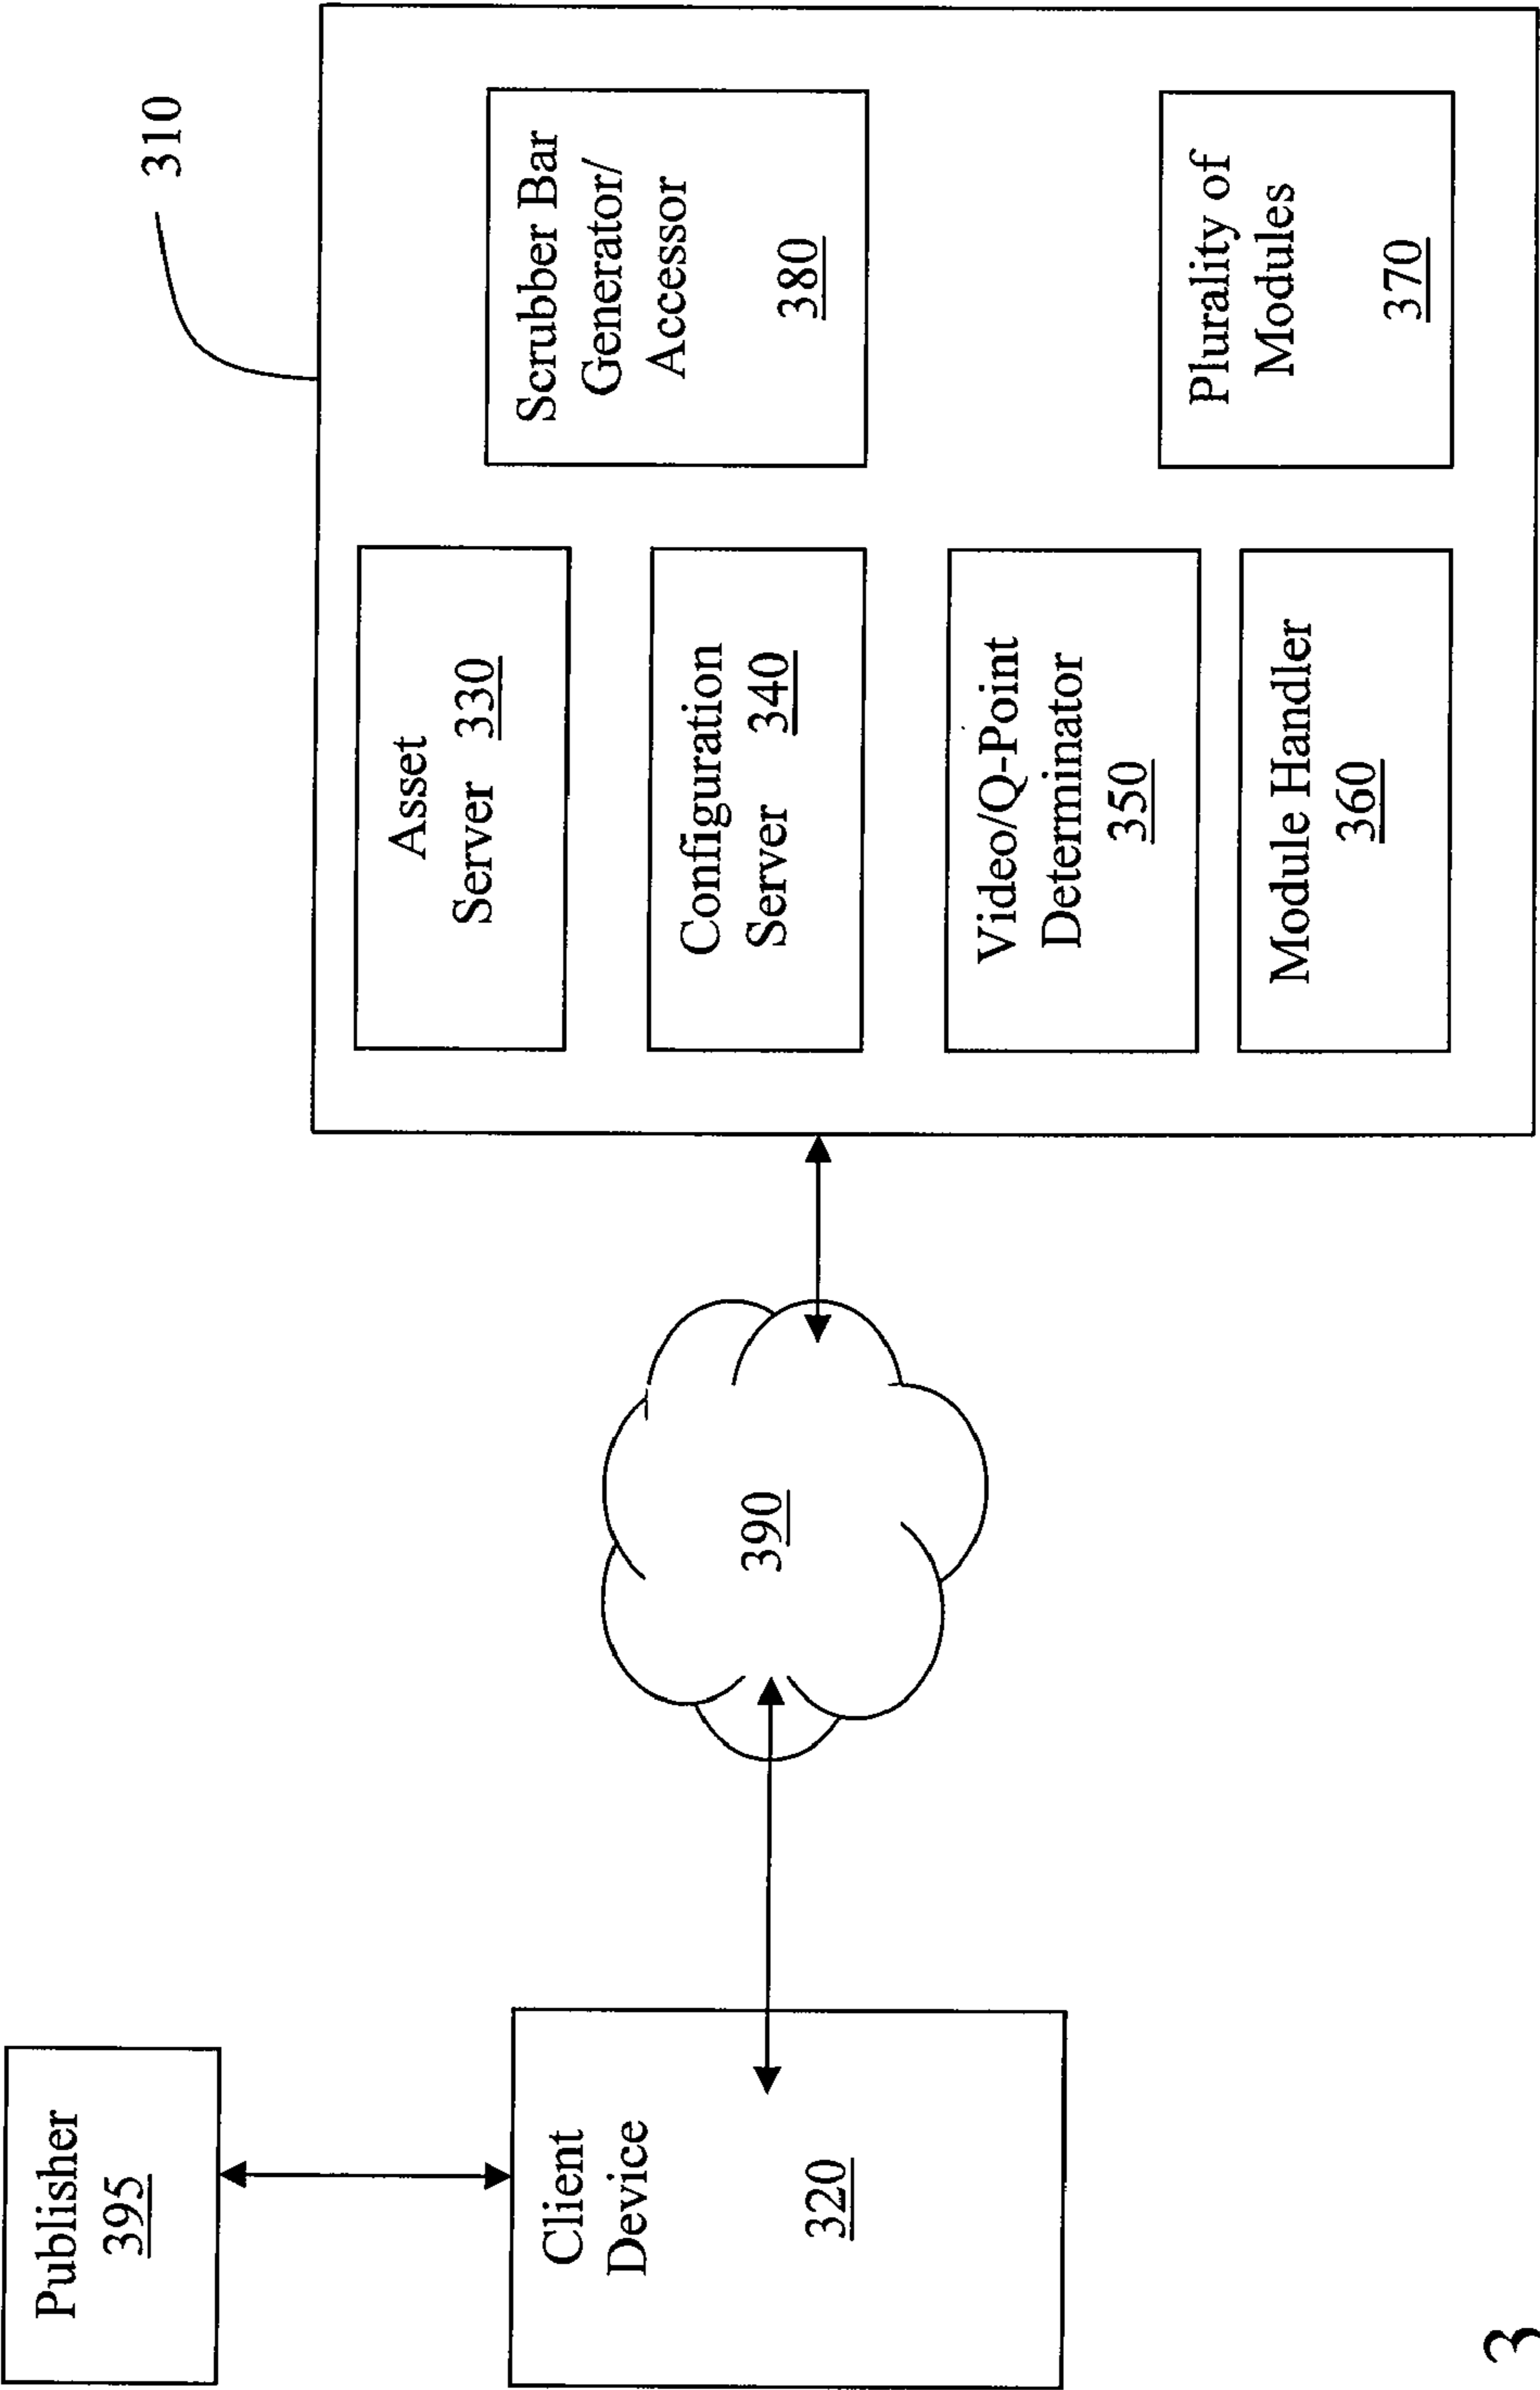 Publisher
395
Client
Device
320
390
310
Asset
Server 330
Configuration
Server 340
Video/Q-Point
Determinator
350
Module Handler
360
Scrubber Bar
Generator/
Accessor
380
Plurality of
Modules
370
3